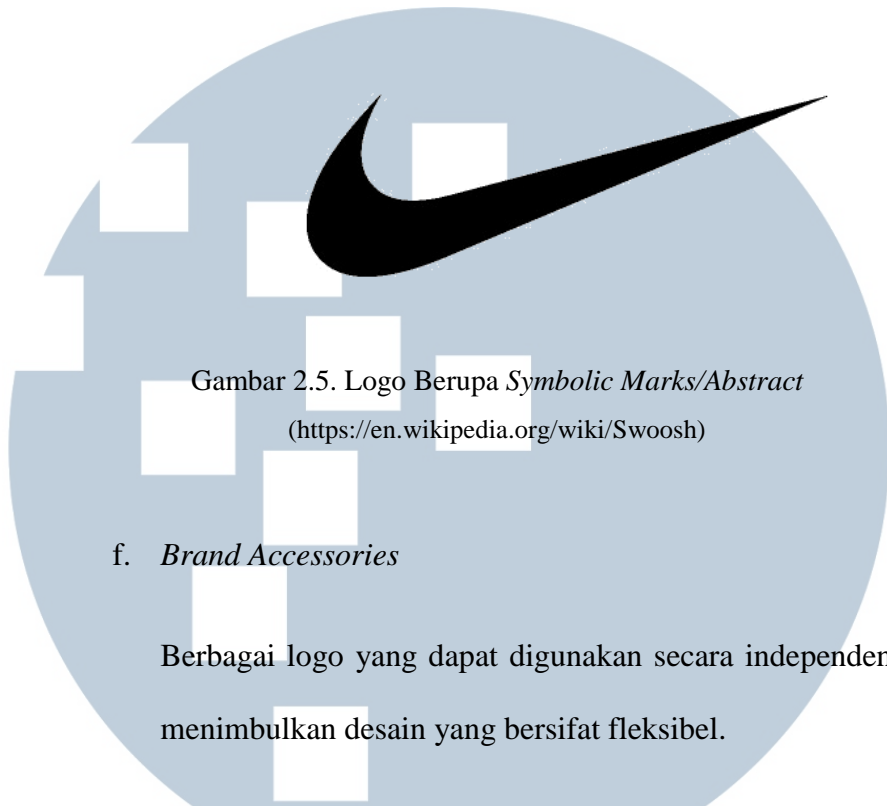 Gambar 2.5. Logo Berupa Symbolic Marks/Abstract
(https://en.wikipedia.org/wiki/Swoosh)
f. Brand Accessories
Berbagai logo yang dapat digunakan secara independen
menimbulkan desain yang bersifat fleksibel.